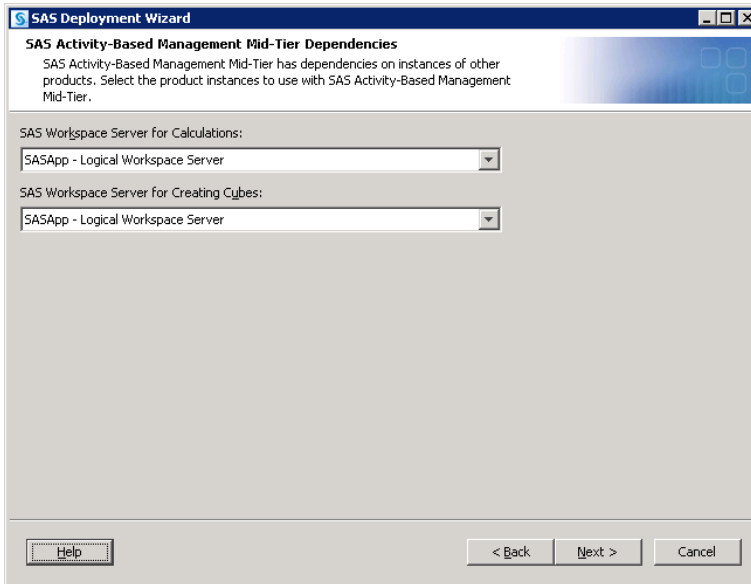 SAS Deployment Wizard
SAS Activity-Based Management Mid-Tier Dependencies
SAS Activity-Based Management Mid-Tier has dependencies on instances of other
products. Select the product instances to use with SAS Activity-Based Management
Mid-Tier.
SAS Workspace Server for Calculations:
SASApp - Logical Workspace Server
SAS Workspace Server for Creating Cubes:
SASApp - Logical Workspace Server
Help
< Back
Next >
Cancel